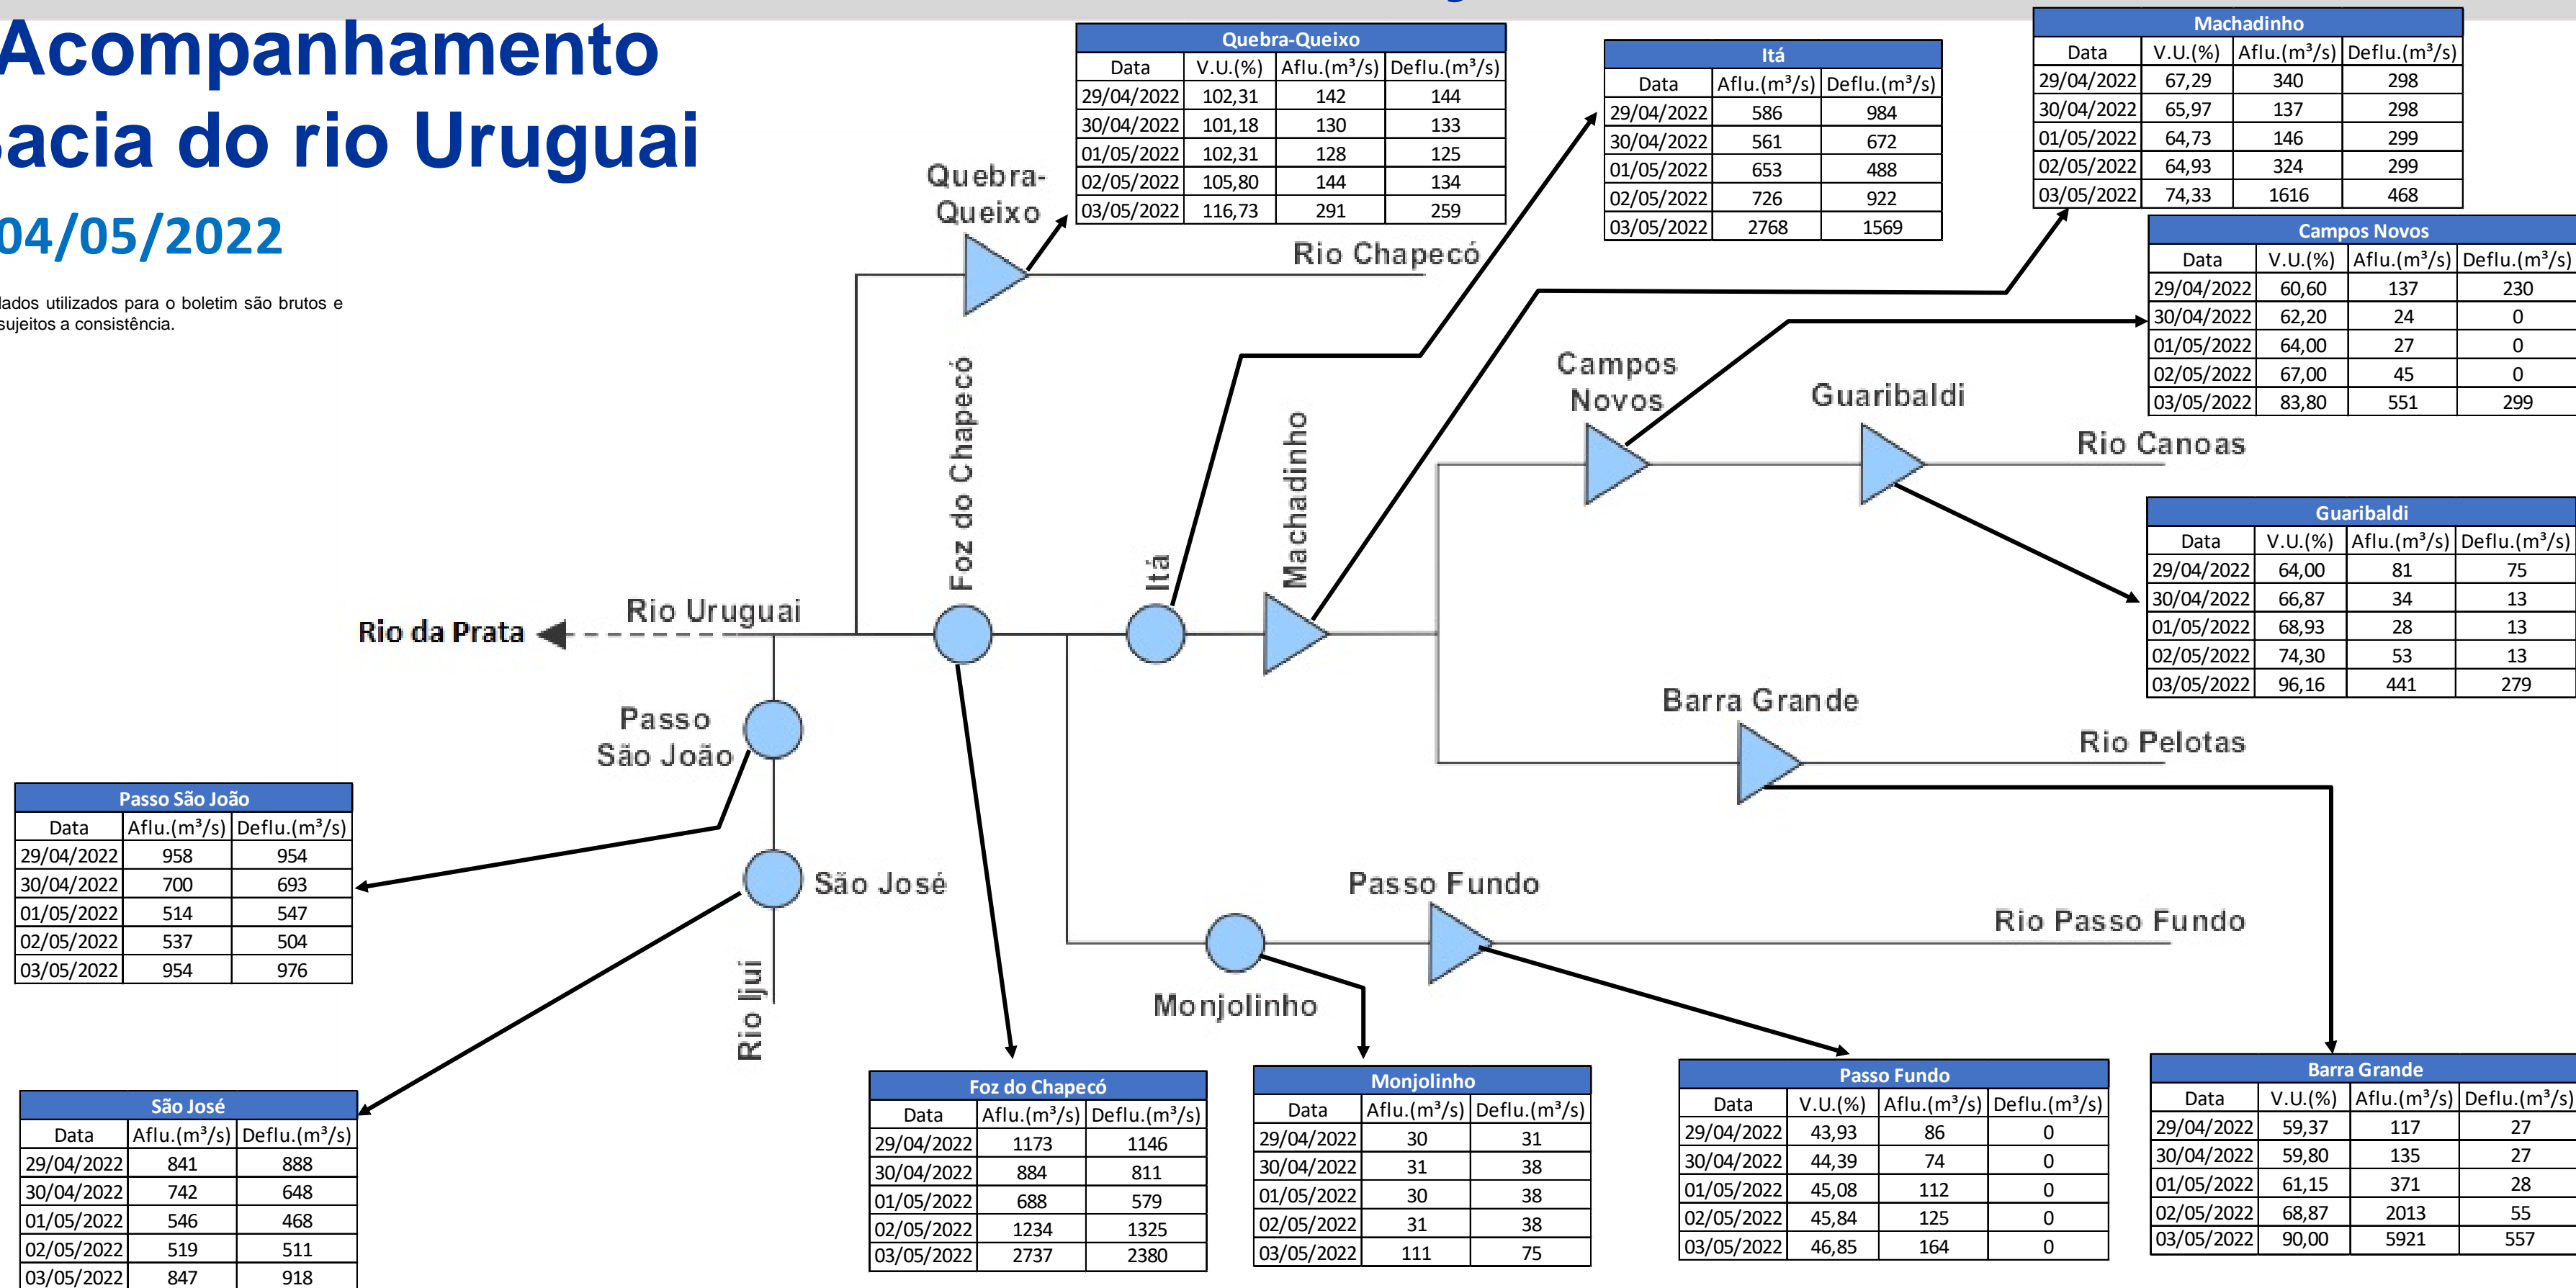 Acompanhamento
acia do rio Uruguai
04/05/2022
dados utilizados para o boletim são brutos e
sujeitos a consistência.
Quebra-Queixo
Data V.U.(%) Aflu.(m³/s) Deflu.(m³/s)
29/04/2022 102,31 142 144
30/04/2022 101,18 130 133
01/05/2022 102,31 128 125
02/05/2022 105,80 144 134
03/05/2022 116,73 291 259
Itá
Data Aflu.(m³/s) Deflu.(m³/s)
29/04/2022 586 984
30/04/2022 561 672
01/05/2022 653 488
02/05/2022 726 922
03/05/2022 2768 1569
Machadinho
Data V.U.(%) Aflu.(m³/s) Deflu.(m³/s)
29/04/2022 67,29 340 298
30/04/2022 65,97 137 298
01/05/2022 64,73 146 299
02/05/2022 64,93 324 299
03/05/2022 74,33 1616 468
Campos Novos
Data V.U.(%) Aflu.(m³/s) Deflu.(m³/s)
29/04/2022 60,60 137 230
30/04/2022 62,20 24 0
01/05/2022 64,00 27 0
02/05/2022 67,00 45 0
03/05/2022 83,80 551 299
Guaribaldi
Data V.U.(%) Aflu.(m³/s) Deflu.(m³/s)
29/04/2022 64,00 81 75
30/04/2022 66,87 34 13
01/05/2022 68,93 28 13
02/05/2022 74,30 53 13
03/05/2022 96,16 441 279
Quebra-
Queixo
Rio Chapecó
Foz do Chapecó
Itá
Machadinho
Campos
Novos
Guaribaldi
Rio Canoas
Rio Uruguai
Rio da Prata
Barra Grande
Rio Pelotas
Passo
São João
São José
Rio Ijuí
Passo Fundo
Rio Passo Fundo
Monjolinho
Passo São João
Data Aflu.(m³/s) Deflu.(m³/s)
29/04/2022 958 954
30/04/2022 700 693
01/05/2022 514 547
02/05/2022 537 504
03/05/2022 954 976
São José
Data Aflu.(m³/s) Deflu.(m³/s)
29/04/2022 841 888
30/04/2022 742 648
01/05/2022 546 468
02/05/2022 519 511
03/05/2022 847 918
Foz do Chapecó
Data Aflu.(m³/s) Deflu.(m³/s)
29/04/2022 1173 1146
30/04/2022 884 811
01/05/2022 688 579
02/05/2022 1234 1325
03/05/2022 2737 2380
Monjolinho
Data Aflu.(m³/s) Deflu.(m³/s)
29/04/2022 30 31
30/04/2022 31 38
01/05/2022 30 38
02/05/2022 31 38
03/05/2022 111 75
Passo Fundo
Data V.U.(%) Aflu.(m³/s) Deflu.(m³/s)
29/04/2022 43,93 86 0
30/04/2022 44,39 74 0
01/05/2022 45,08 112 0
02/05/2022 45,84 125 0
03/05/2022 46,85 164 0
Barra Grande
Data V.U.(%) Aflu.(m³/s) Deflu.(m³/s)
29/04/2022 59,37 117 27
30/04/2022 59,80 135 27
01/05/2022 61,15 371 28
02/05/2022 68,87 2013 55
03/05/2022 90,00 5921 557